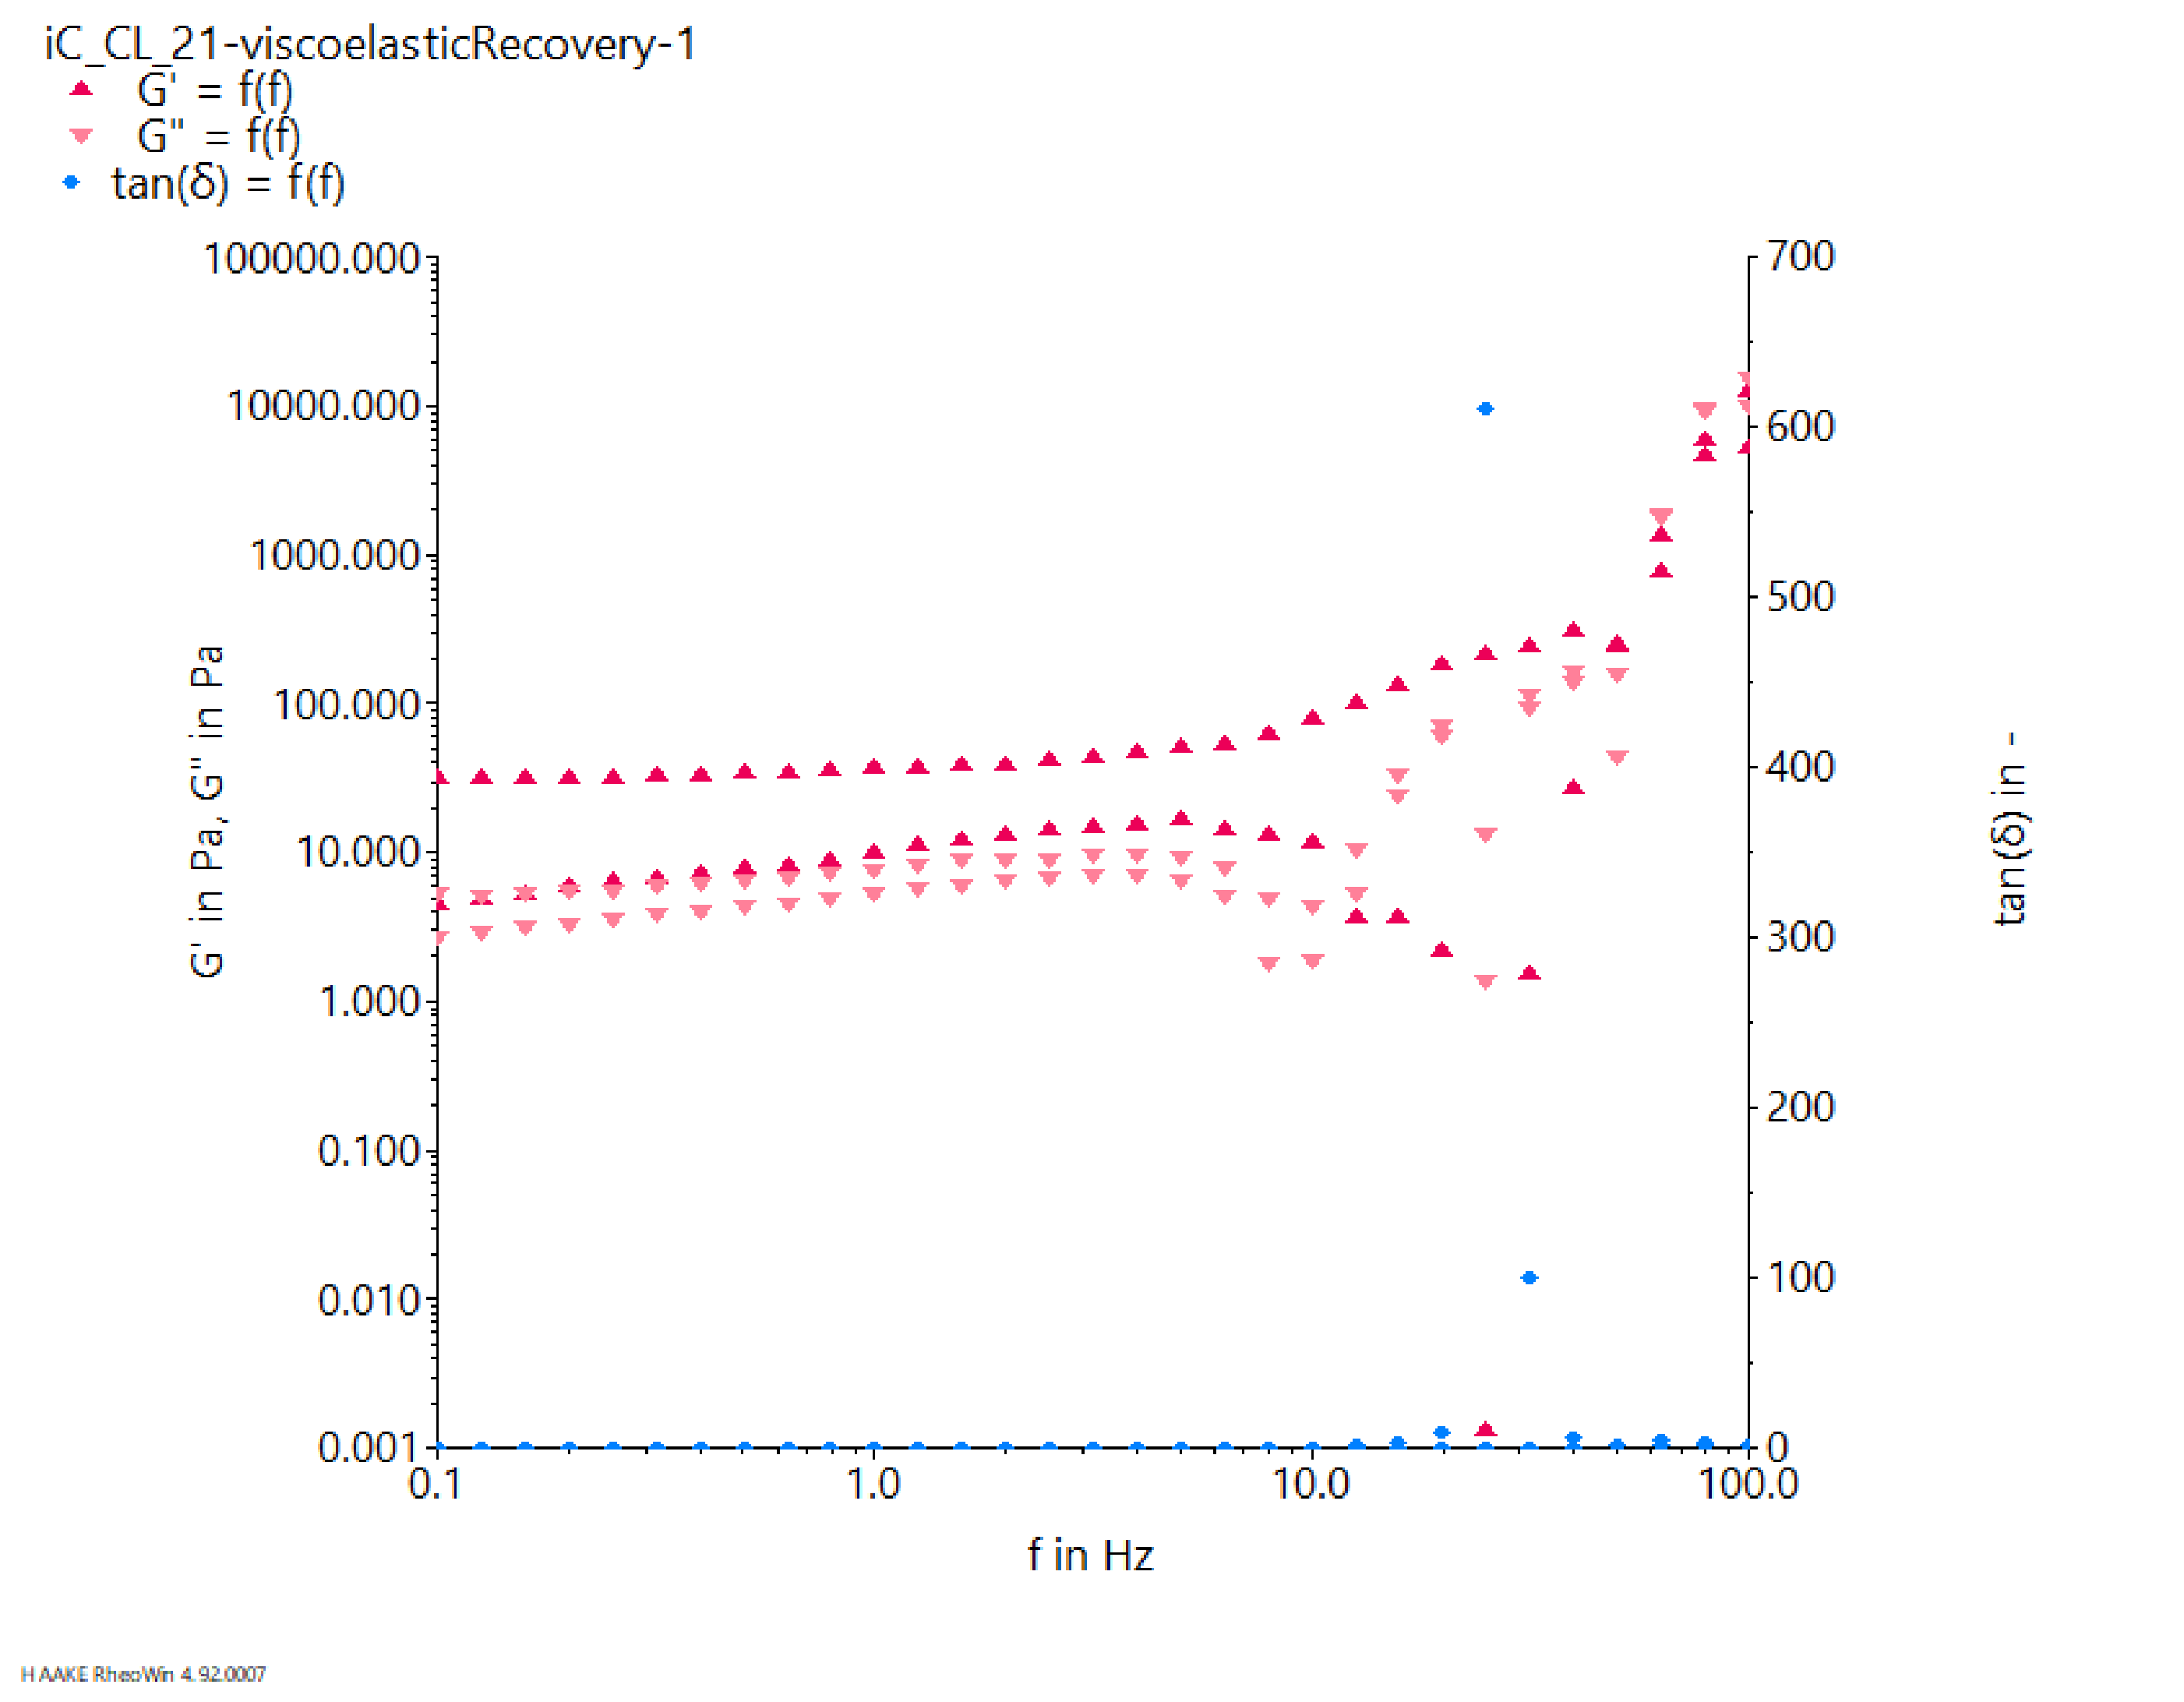 iC_CL_21-viscoelasticRecovery-1
G' = f(f)
G" = f(f)
tan(δ) = f(f)
100000.000
10000.000
1000.000
100.000
10.000
1.000
0.100
0.010
0.001
G' in Pa, G" in Pa
700
600
500
400
300
200
100
0
tan(δ) in -
0.1
1.0
10.0
100.0
f in Hz
HAAKE RheoWin 4.92.0007